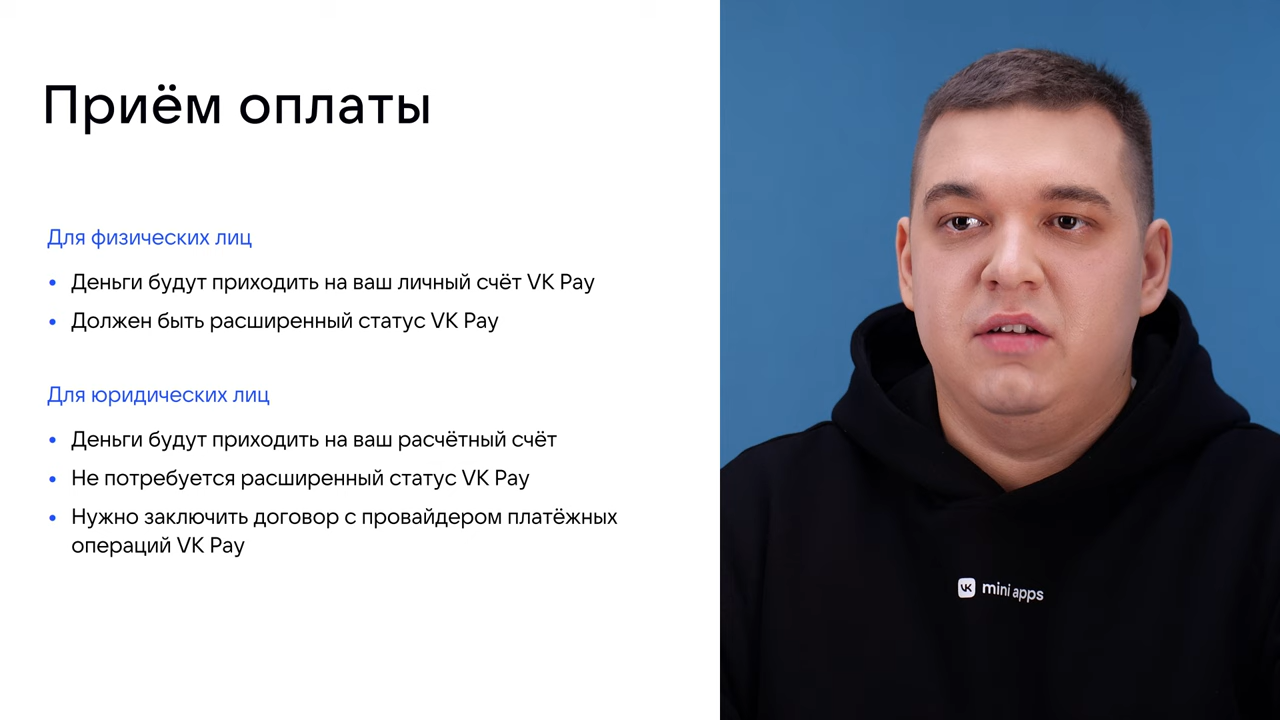 Приём оплаты
Для физических лиц
• Деньги будут приходить на ваш личный счёт VK Pay
• Должен быть расширенный статус VK Pay
Для юридических лиц
• Деньги будут приходить на ваш расчётный счёт
• Не потребуется расширенный статус VK Pay
• Нужно заключить договор с провайдером платёжных
операций VK Pay
VK mini apps